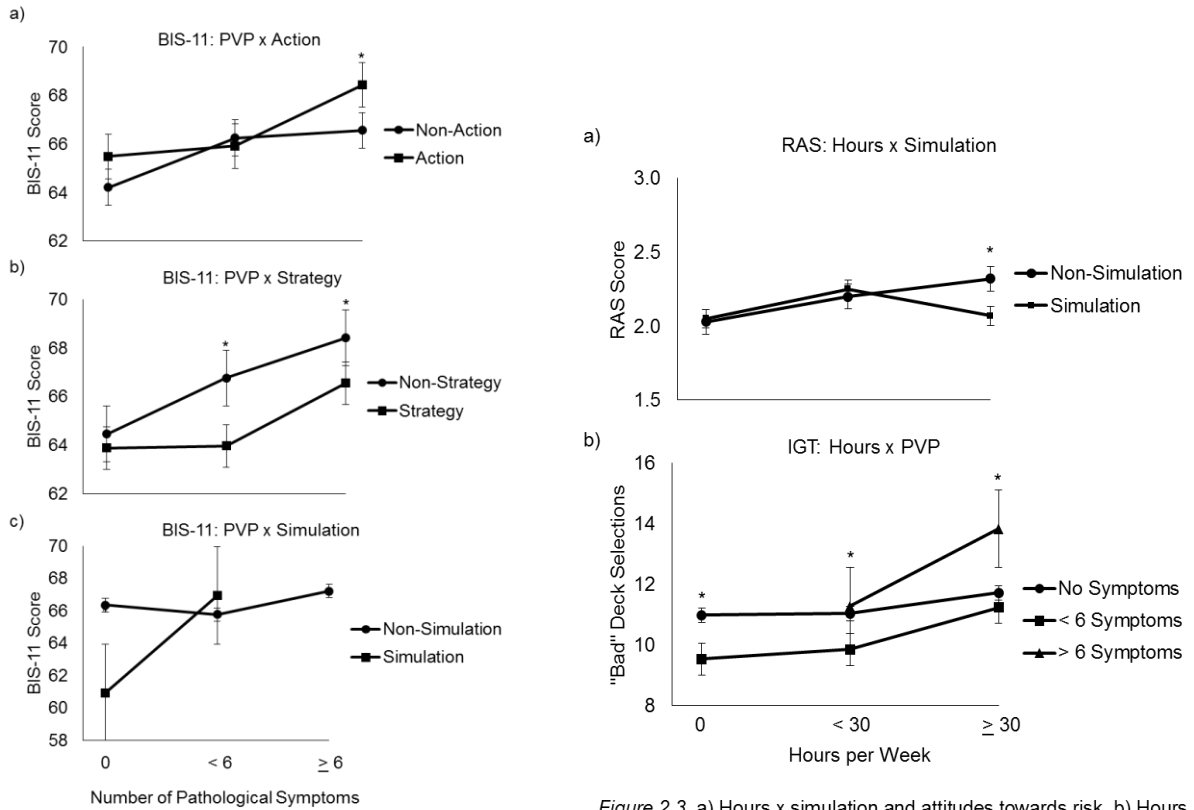 a)
BIS-11: PVP x Action
70
68
66
64
62
BIS-11 Score
*
Non-Action
Action
b)
BIS-11: PVP x Strategy
70
68
66
64
62
BIS-11 Score
*
*
Non-Strategy
Strategy
c)
BIS-11: PVP x Simulation
70
68
66
64
62
60
58
BIS-11 Score
Non-Simulation
Simulation
0
< 6
≥ 6
Number of Pathological Symptoms
a)
RAS: Hours x Simulation
3.0
2.5
2.0
1.5
RAS Score
*
Non-Simulation
Simulation
b)
IGT: Hours x PVP
16
14
12
10
8
"Bad" Deck Selections
*
*
*
No Symptoms
< 6 Symptoms
> 6 Symptoms
0
< 30
≥ 30
Hours per Week
Figure 2.3. a) Hours x simulation and attitudes towards risk. b) Hours